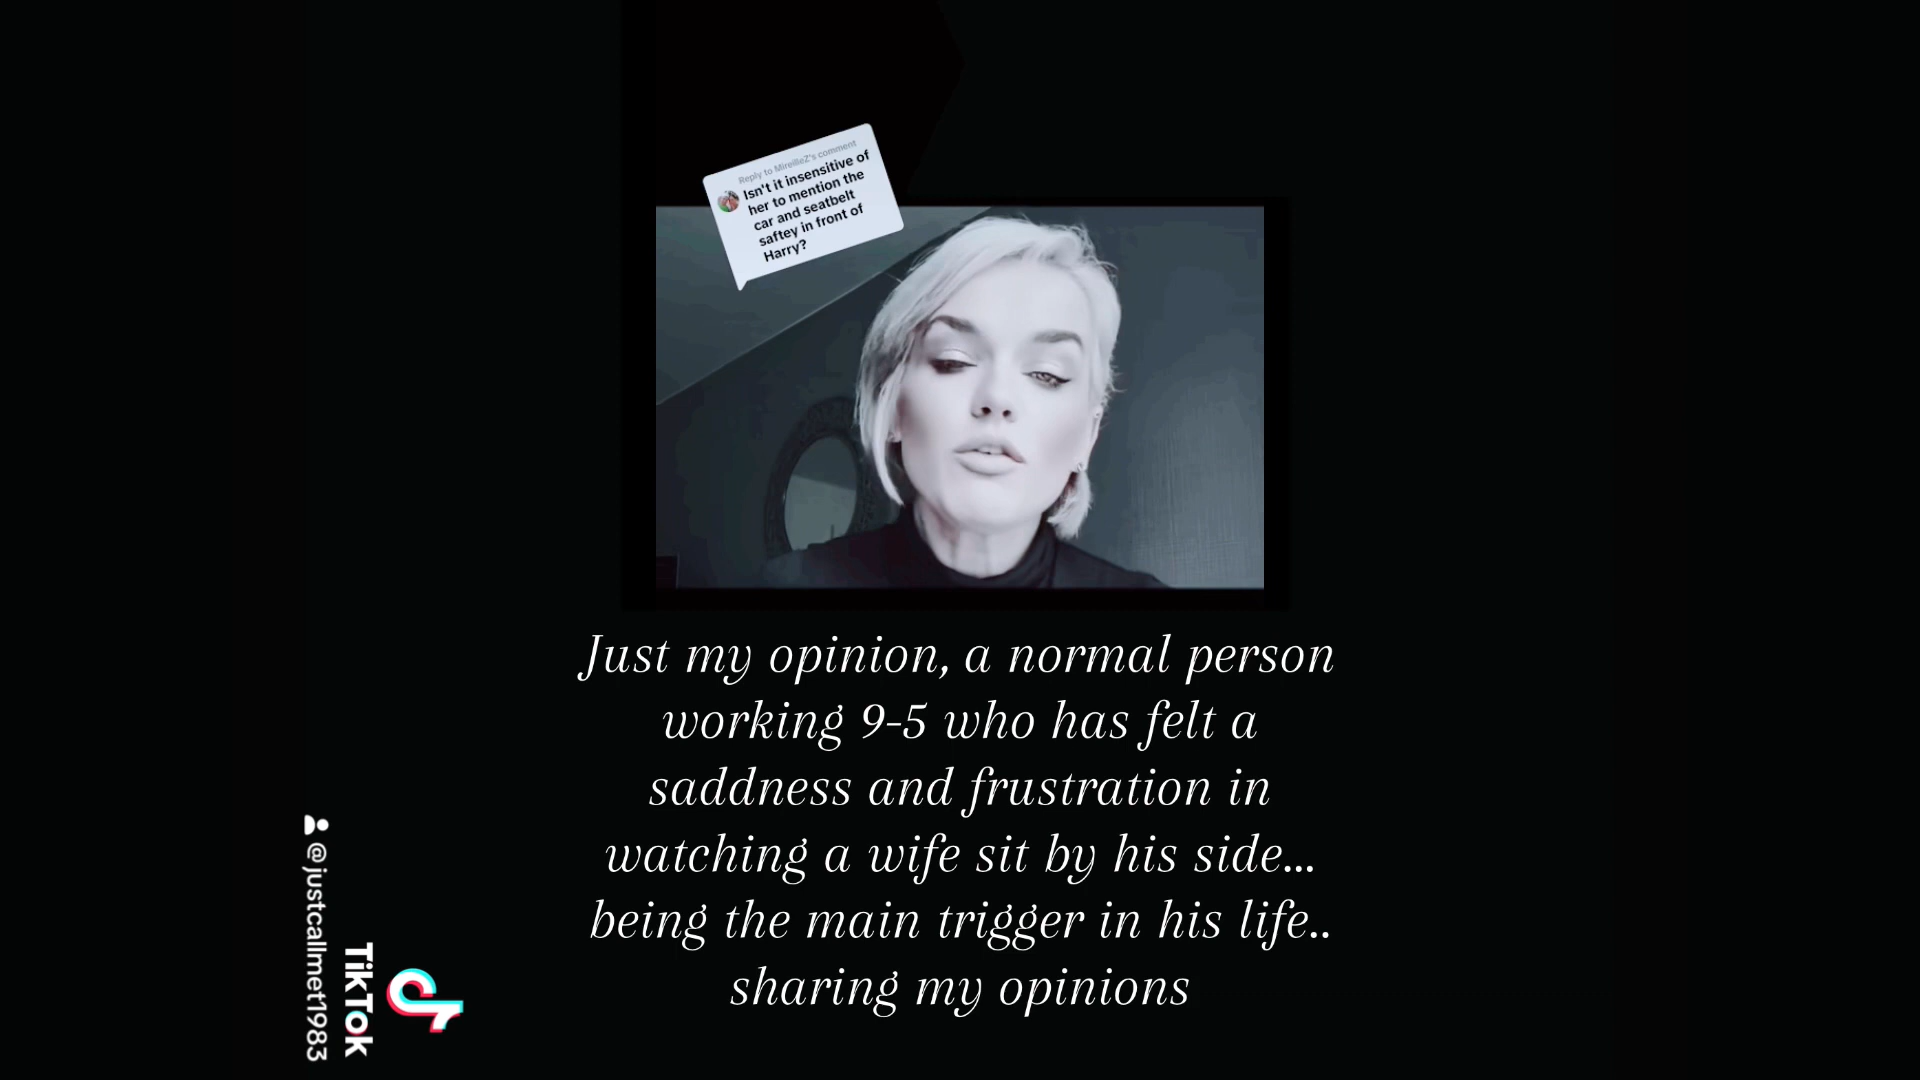 Reply to MireilleZ's comment
Isn't it insensitive of
her to mention the
car and seatbelt
saftey in front of
Harry?
Just my opinion, a normal person
working 9-5 who has felt a
saddness and frustration in
watching a wife sit by his side...
being the main trigger in his life..
sharing my opinions
TikTok
@justcallmet1983